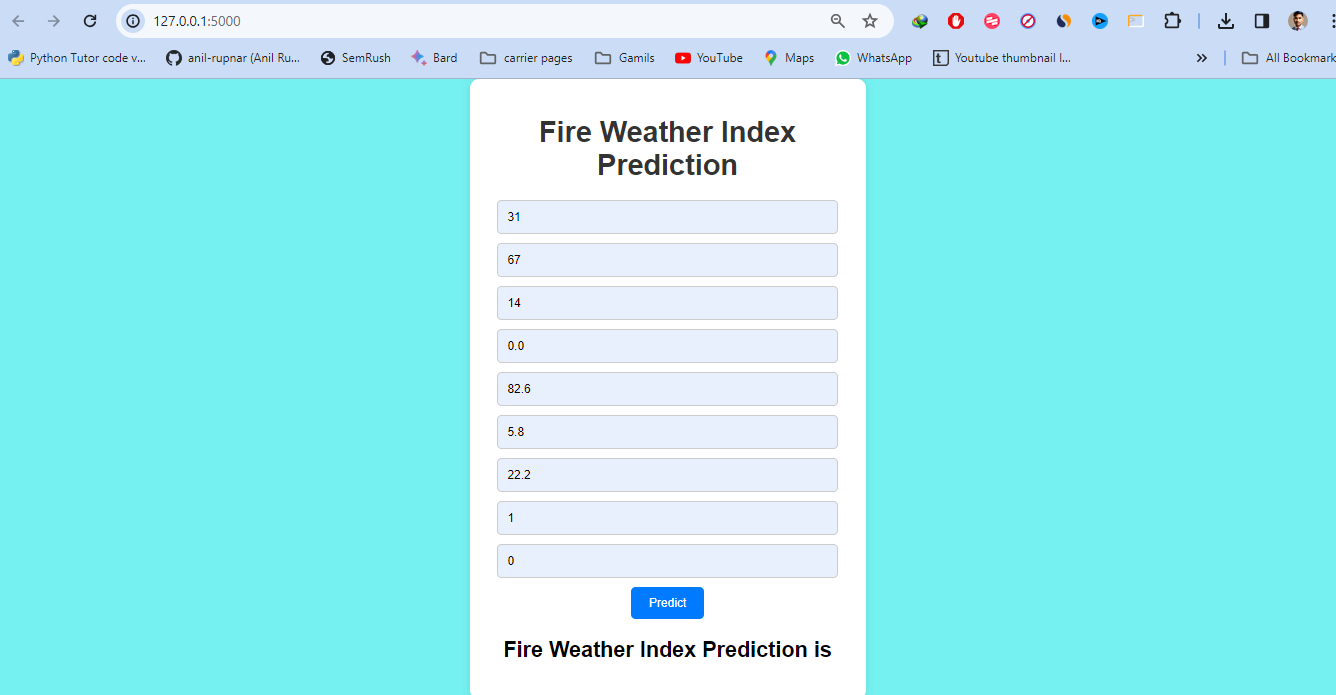 127.0.0.1:5000
Python Tutor code v...
anil-rupnar (Anil Ru...
SemRush
Bard
carrier pages
Gamils
YouTube
Maps
WhatsApp
t
Youtube thumbnail l...
»
All Bookmark
Fire Weather Index
Prediction
31
67
14
0.0
82.6
5.8
22.2
1
0
Predict
Fire Weather Index Prediction is